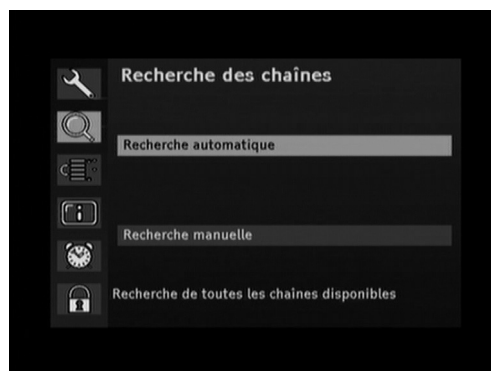 Recherche des chaînes
Recherche automatique
Recherche manuelle
Recherche de toutes les chaines disponibles